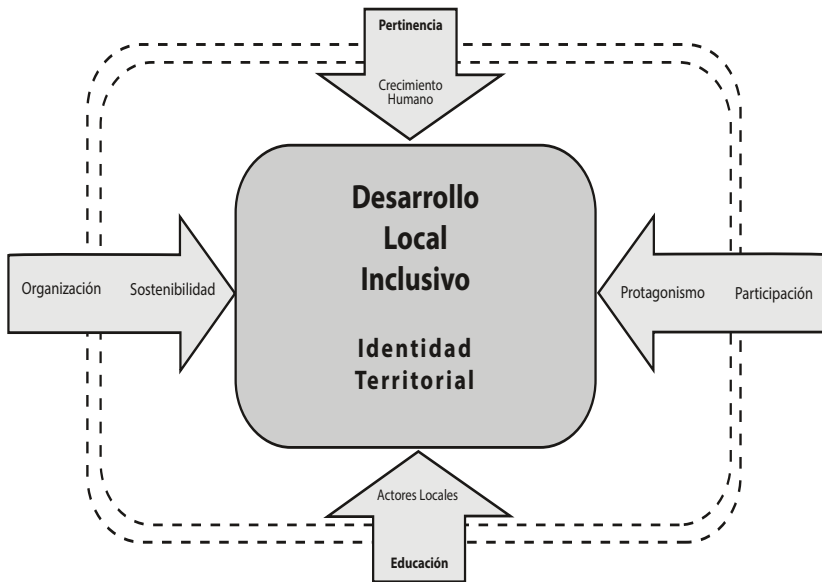 Pertinencia
Crecimiento
Humano
Desarrollo
Local
Inclusivo
Organización Sostenibilidad
Protagonismo Participación
Identidad
Territorial
Actores Locales
Educación